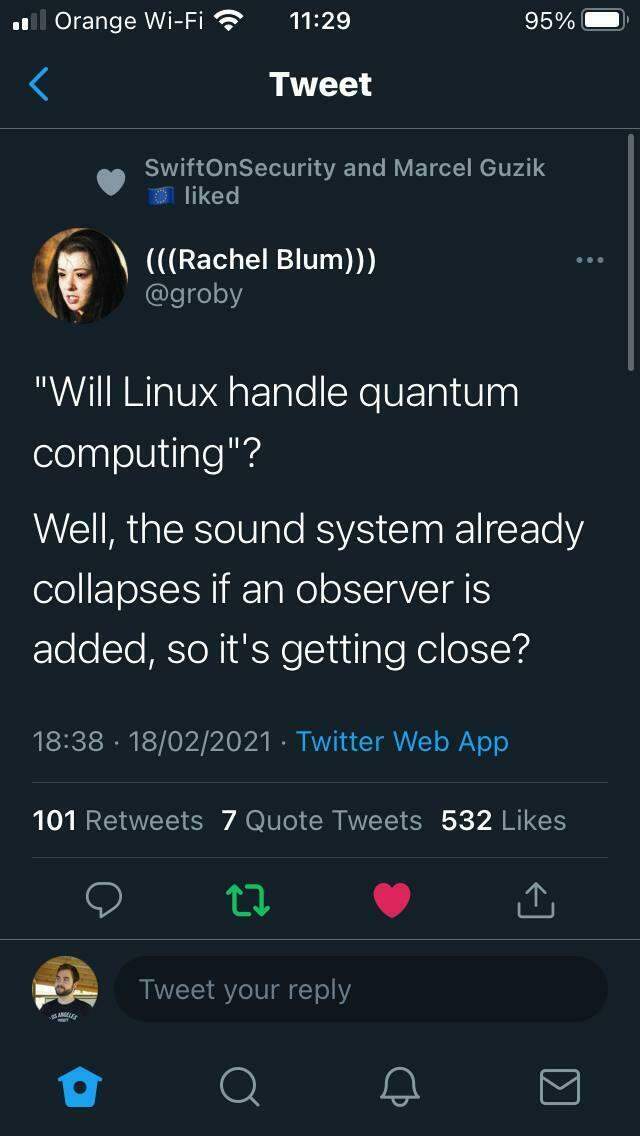 Orange Wi-Fi 11:29 95%
Tweet
SwiftOnSecurity and Marcel Guzik
🇪🇺 liked
(((Rachel Blum)))
@groby
"Will Linux handle quantum
computing"?
Well, the sound system already
collapses if an observer is
added, so it's getting close?
18:38 · 18/02/2021 · Twitter Web App
101 Retweets 7 Quote Tweets 532 Likes
Tweet your reply